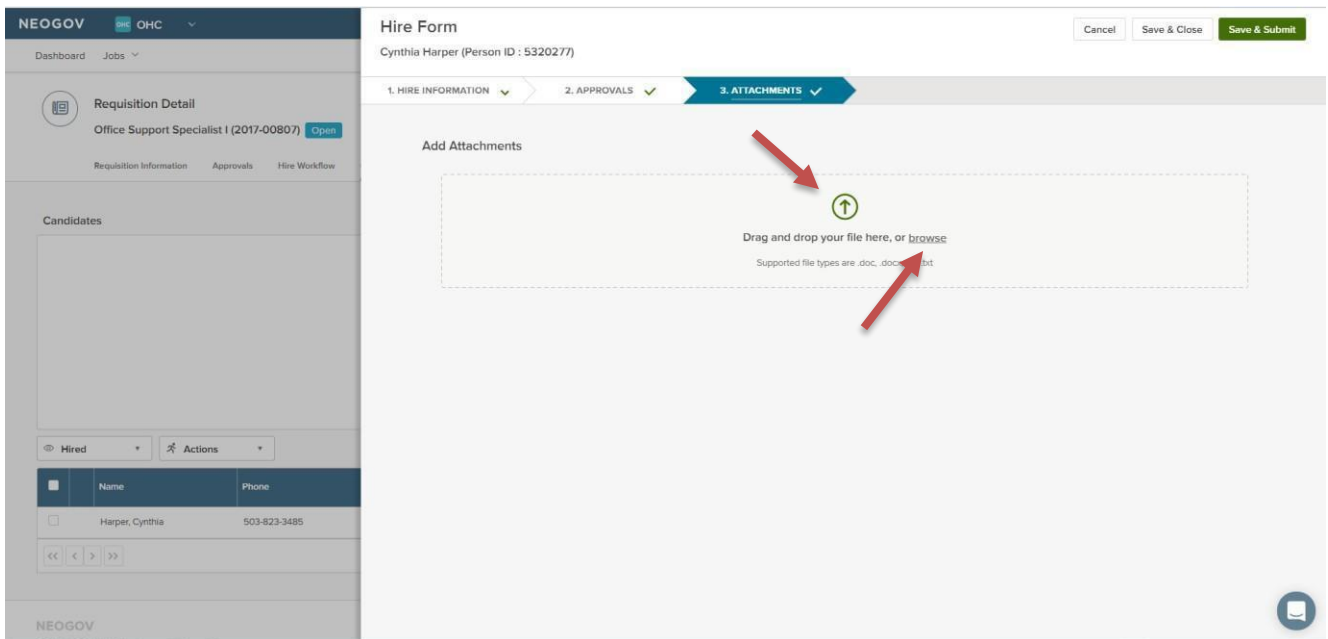 NEOGOV OHC OHC
Dashboard Jobs
Requisition Detail
Office Support Specialist I (2017-00807) Open
Requisition Information Approvals Hire Workflow
Candidates
Hired Actions
Name Phone
Harper, Cynthia 503-823-3485
<< < > >>
NEOGOV
Hire Form
Cynthia Harper (Person ID : 5320277)
Cancel Save & Close Save & Submit
1. HIRE INFORMATION 2. APPROVALS 3. ATTACHMENTS
Add Attachments
Drag and drop your file here, or browse
Supported file types are .doc, .doc txt